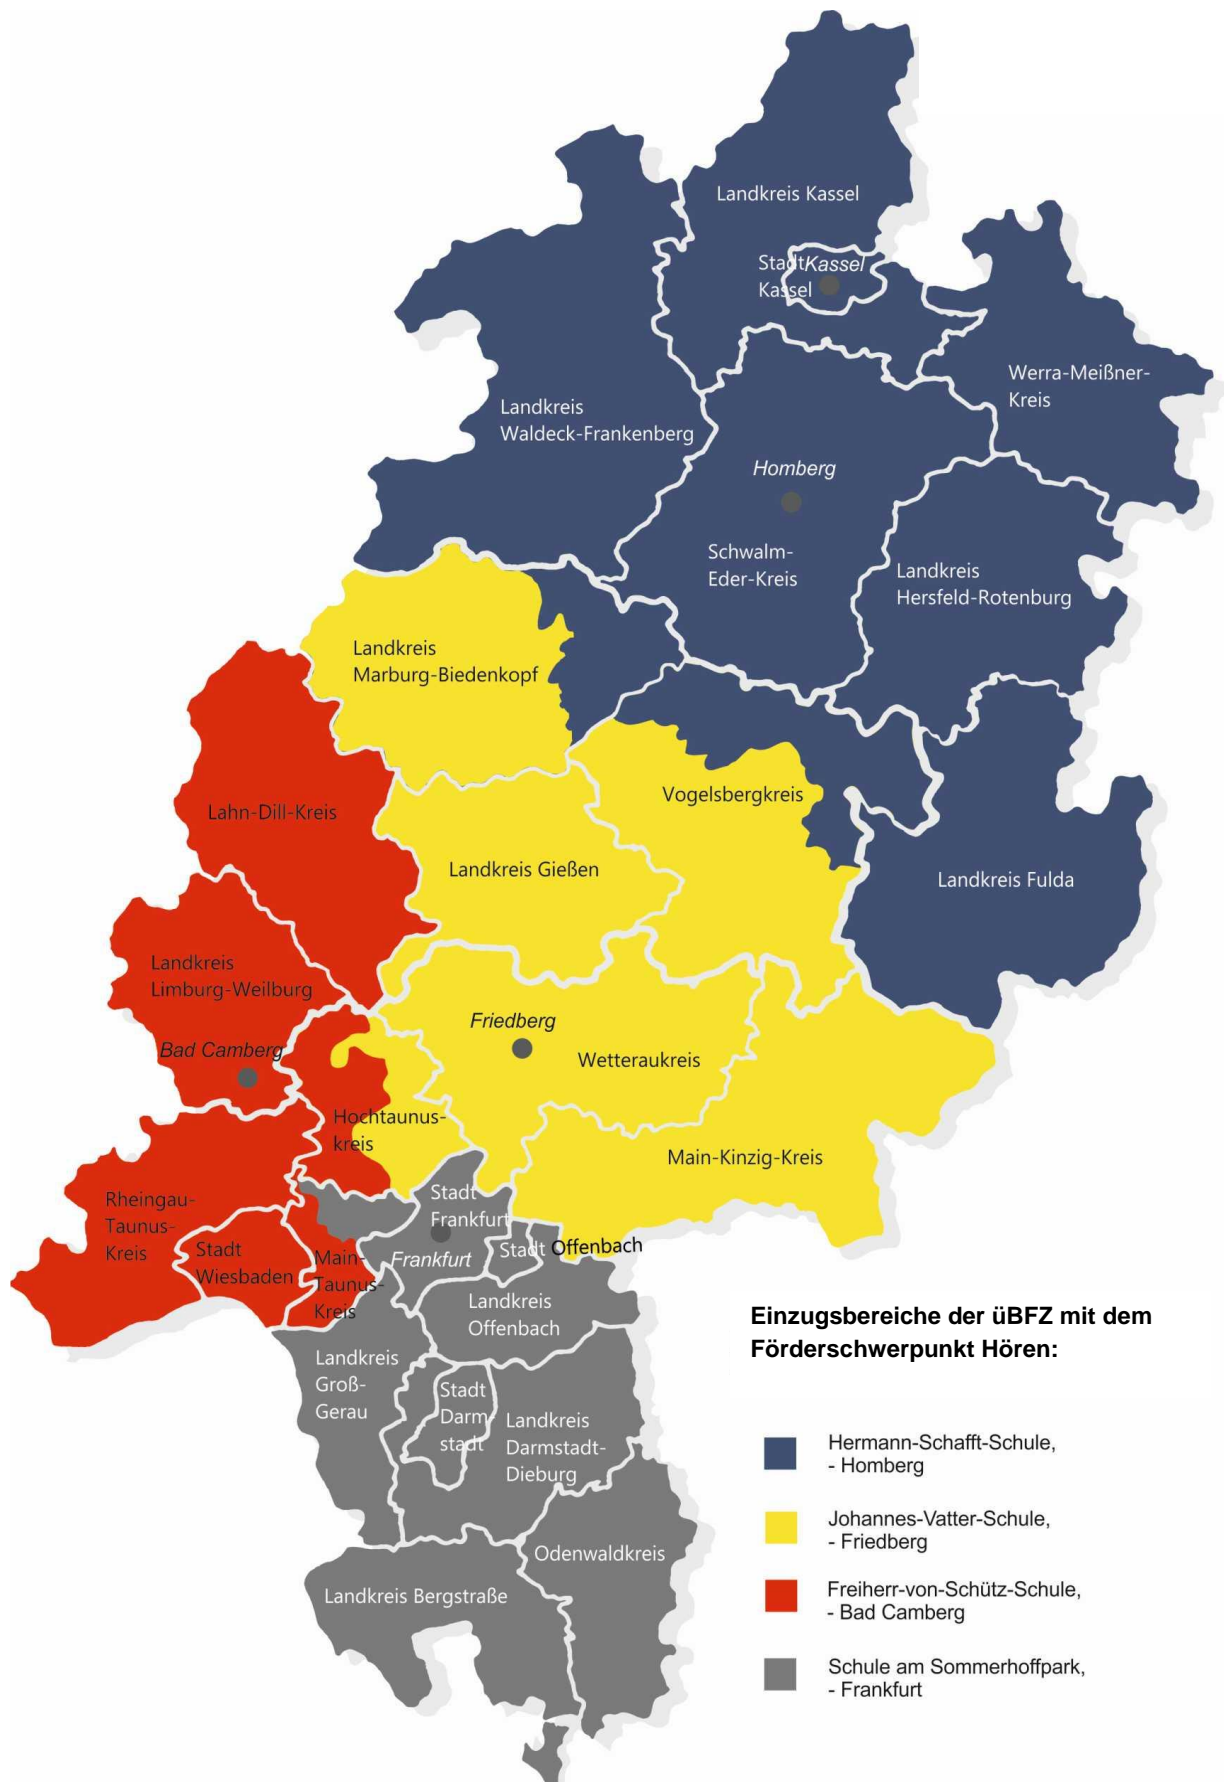 Landkreis Kassel
Stadt
Kassel
Kassel
Werra-Meißner-
Kreis
Landkreis
Waldeck-Frankenberg
Homberg
Schwalm-
Eder-Kreis
Landkreis
Hersfeld-Rotenburg
Landkreis
Marburg-Biedenkopf
Vogelsbergkreis
Lahn-Dill-Kreis
Landkreis Gießen
Landkreis Fulda
Landkreis
Limburg-Weilburg
Friedberg
Bad Camberg
Wetteraukreis
Hochtaunus-
kreis
Main-Kinzig-Kreis
Rheingau-
Taunus-
Kreis
Stadt
Frankfurt
Stadt
Wiesbaden
Main-
Taunus-
Kreis
Frankfurt
Stadt Offenbach
Landkreis
Offenbach
Landkreis
Groß-
Gerau
Stadt
Darm-
stadt
Landkreis
Darmstadt-
Dieburg
Odenwaldkreis
Landkreis Bergstraße
Einzugsbereiche der üBFZ mit dem
Förderschwerpunkt Hören:
Hermann-Schafft-Schule,
- Homberg
Johannes-Vatter-Schule,
- Friedberg
Freiherr-von-Schütz-Schule,
- Bad Camberg
Schule am Sommerhoffpark,
- Frankfurt